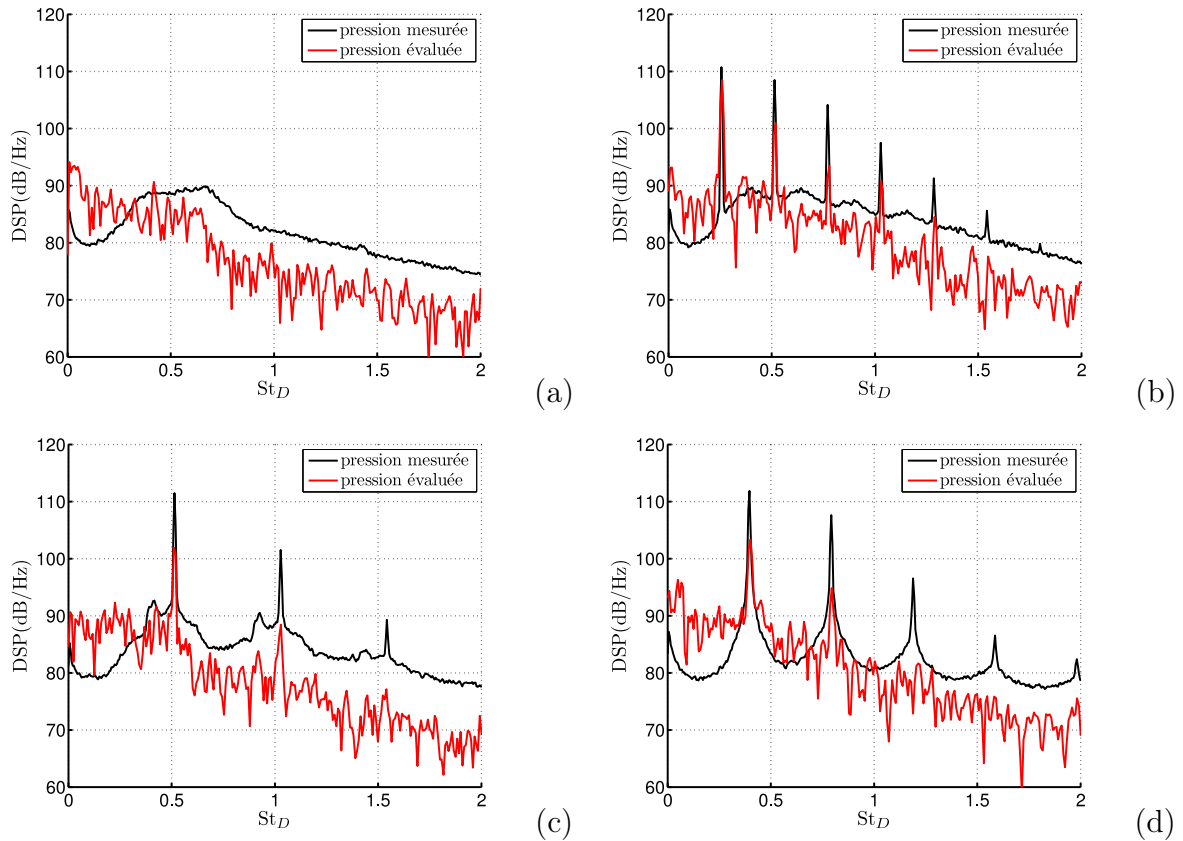 120
110
100
90
80
70
60
DSP(dB/Hz)
pression mesurée
pression évaluée
0
0.5
1
1.5
2
St_D
(a)
120
110
100
90
80
70
60
DSP(dB/Hz)
pression mesurée
pression évaluée
0
0.5
1
1.5
2
St_D
(b)
120
110
100
90
80
70
60
DSP(dB/Hz)
pression mesurée
pression évaluée
0
0.5
1
1.5
2
St_D
(c)
120
110
100
90
80
70
60
DSP(dB/Hz)
pression mesurée
pression évaluée
0
0.5
1
1.5
2
St_D
(d)